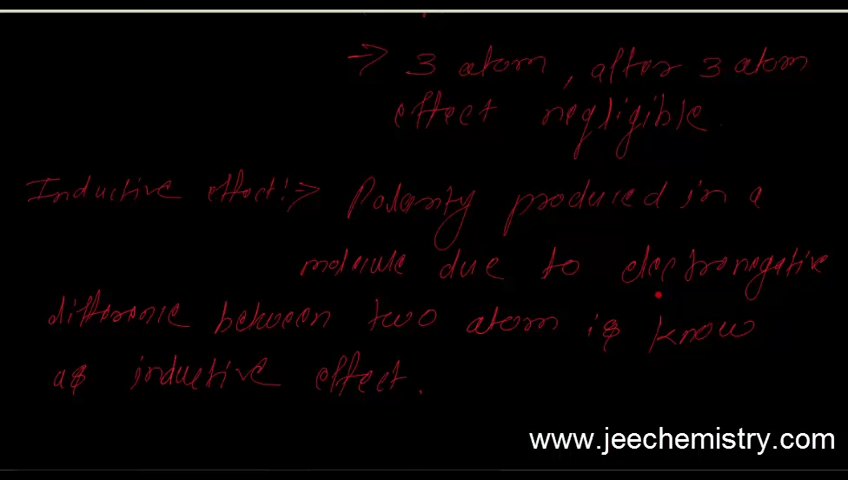 → 3 atom, after 3 atom
effect negligible
Inductive effect:→ Polarity produced in a
molecule due to electronegative
difference between two atom is know
as inductive effect.
www.jeechemistry.com